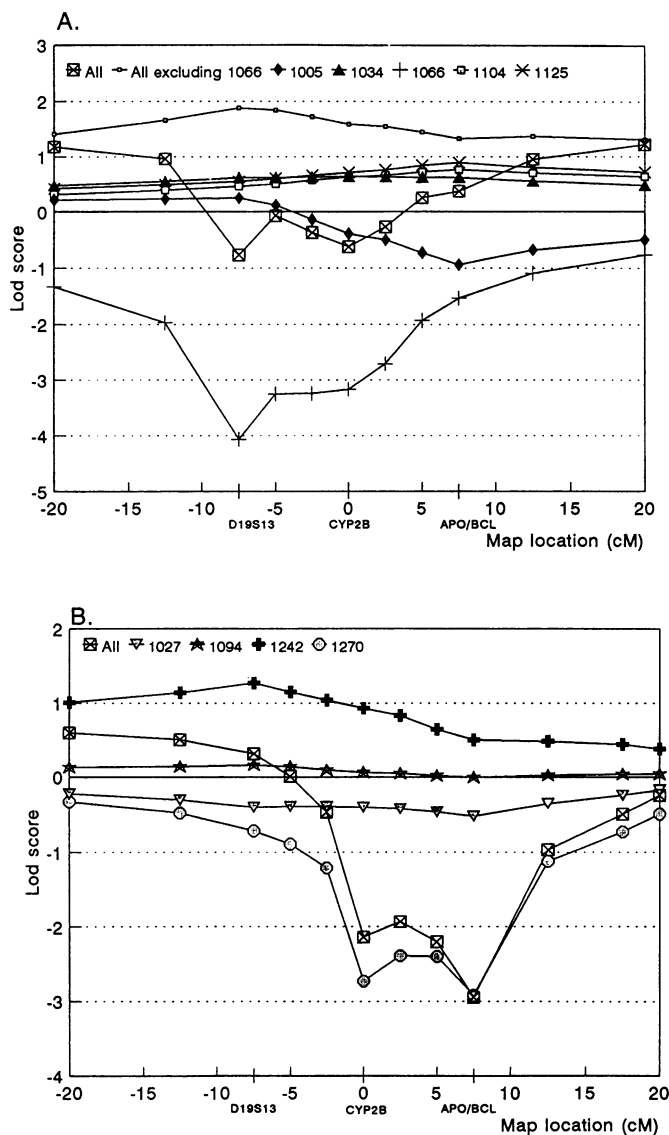 A.
3
All All excluding 1066 1005 1034 1066 1104 1125
2
1
0
-1
-2
-3
-4
-5
Lod score
-20 -15 -10 -5 0 5 10 15 20
D19S13 CYP2B APO/BCL
Map location (cM)
B.
2
All 1027 1094 1242 1270
1
0
-1
-2
-3
-4
Lod score
-20 -15 -10 -5 0 5 10 15 20
D19S13 CYP2B APO/BCL
Map location (cM)